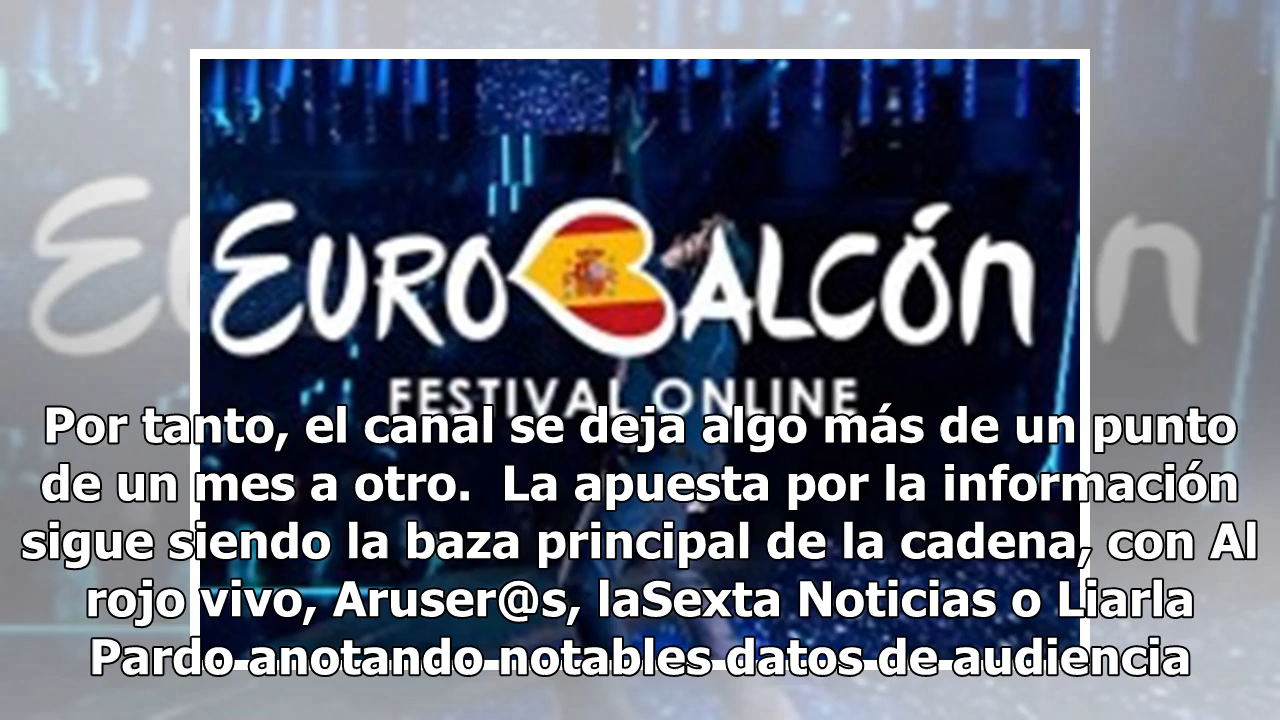 EUROBALCÓN
FESTIVAL ONLINE
Por tanto, el canal se deja algo más de un punto
de un mes a otro.  La apuesta por la información
sigue siendo la baza principal de la cadena, con Al
rojo vivo, Aruser@s, laSexta Noticias o Liarla
Pardo anotando notables datos de audiencia